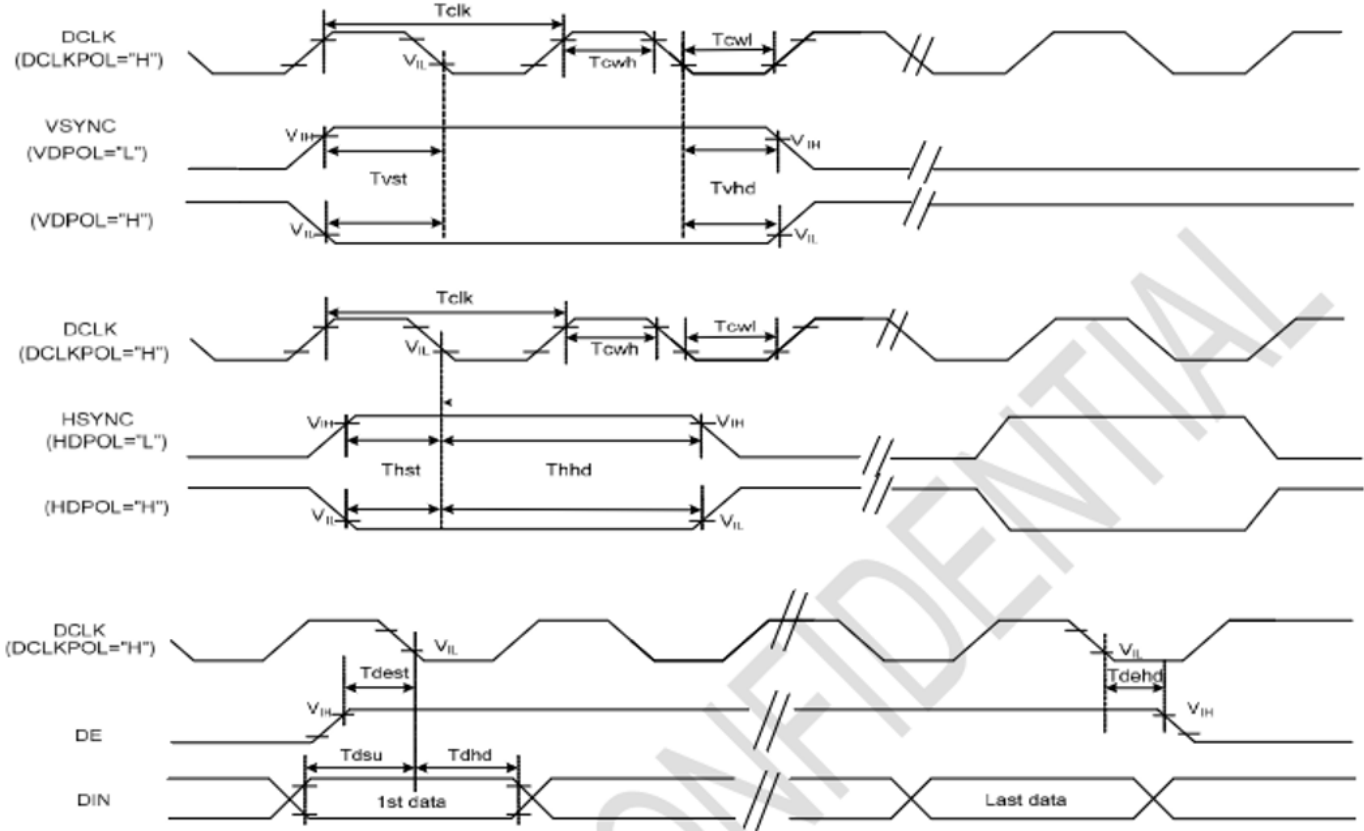 Tclk
DCLK
(DCLKPOL="H")
VIL
Tcwh
Tcwl
VSYNC
(VDPOL="L")
VIH
VIH
Tvst
Tvhd
(VDPOL="H")
VIL
VIL
Tclk
DCLK
(DCLKPOL="H")
VIL
Tcwh
Tcwl
HSYNC
(HDPOL="L")
VIH
VIH
Thst
Thhd
(HDPOL="H")
VIL
VIL
DCLK
(DCLKPOL="H")
VIL
VIL
Tdest
Tdehd
VIH
VIH
DE
Tdsu
Tdhd
DIN
1st data
Last data
ONFIDENTIAL